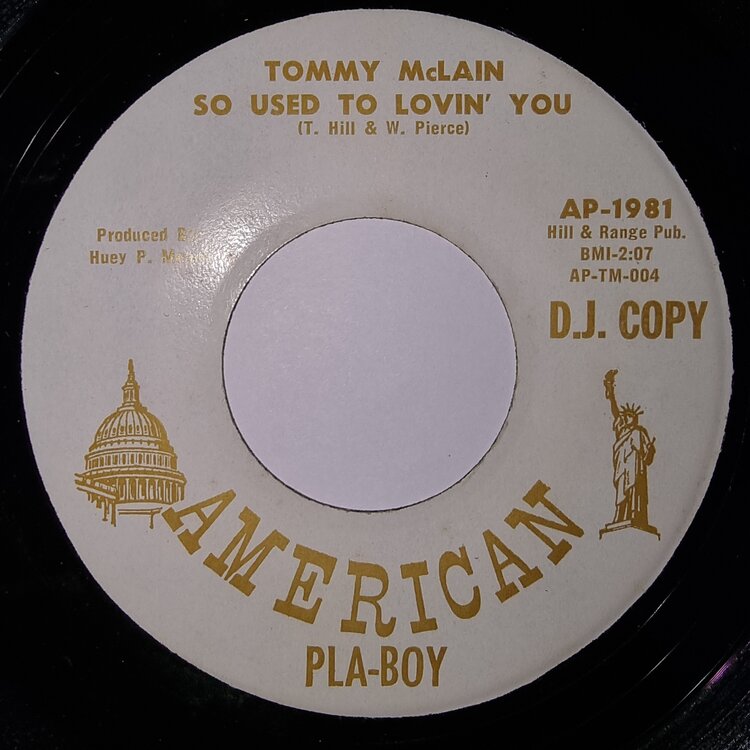 TOMMY McLAIN
SO USED TO LOVIN' YOU
(T. Hill & W. Pierce)
Produced
Huey P.
AP-1981
Hill & Range Pub.
BMI-2:07
AP-TM-004
D.J. COPY
AMERICAN
PLA-BOY